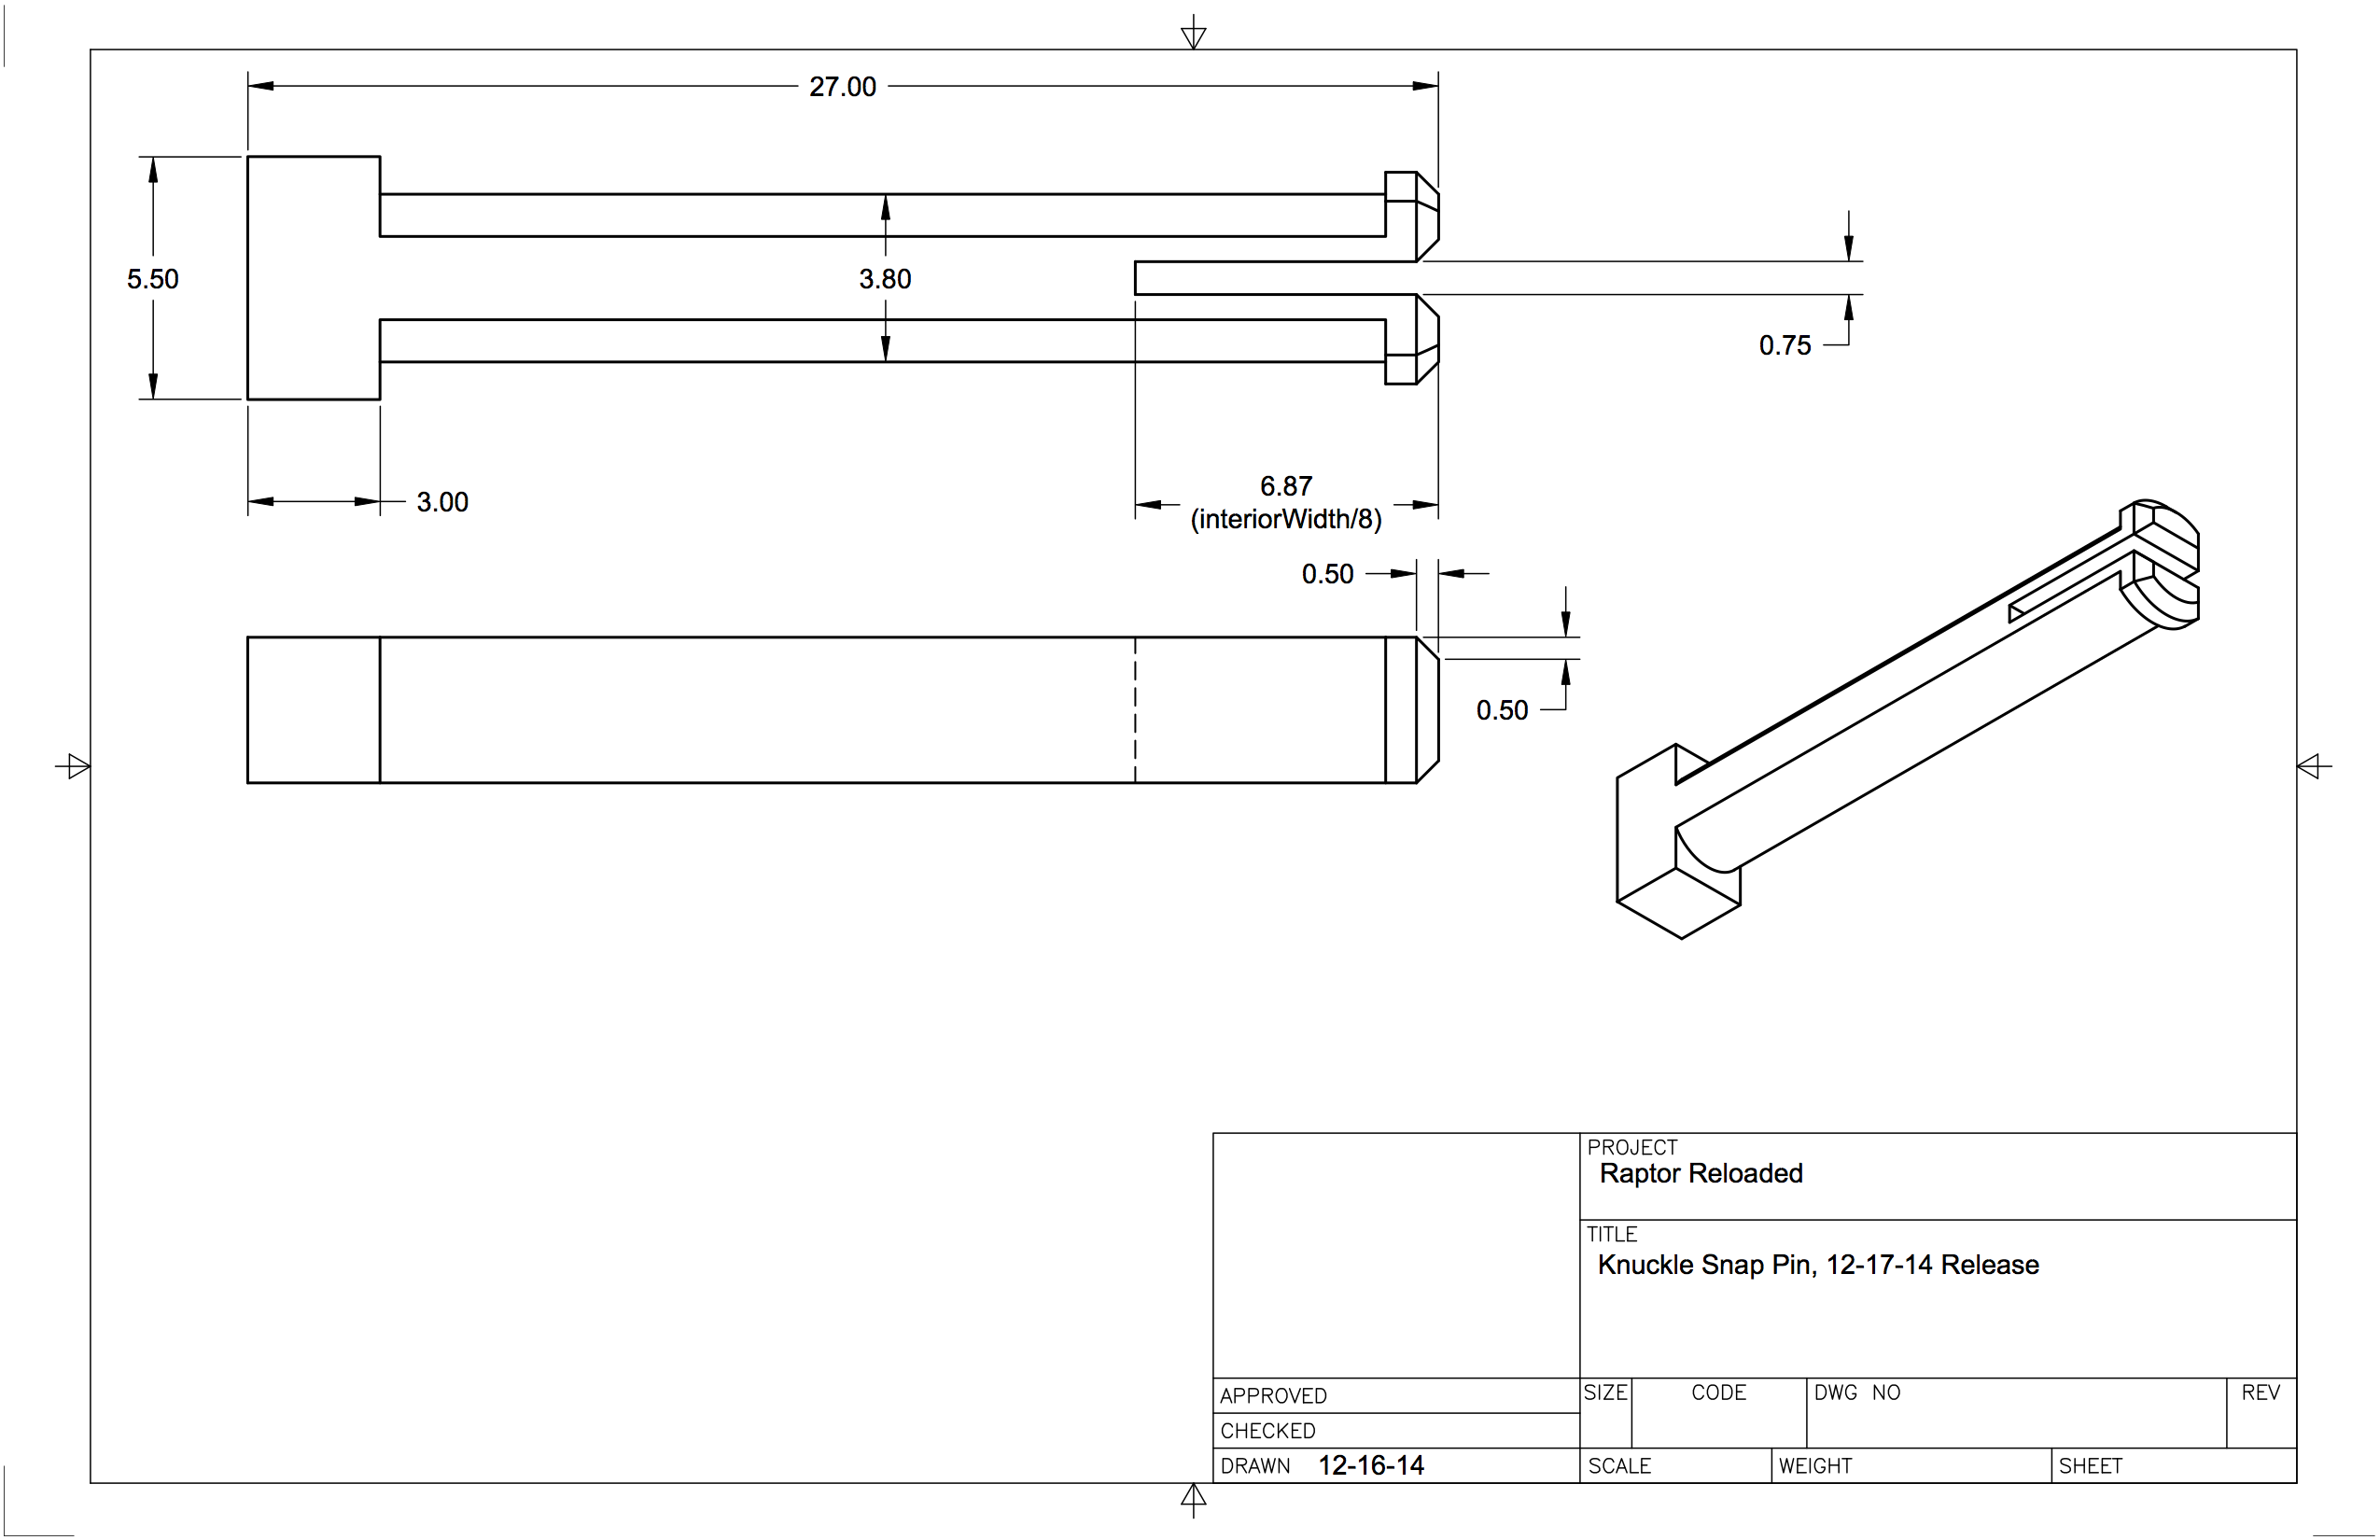 27.00
5.50
3.80
0.75
3.00
6.87
(interiorWidth/8)
0.50
0.50
PROJECT
Raptor Reloaded
TITLE
Knuckle Snap Pin, 12-17-14 Release
APPROVED
CHECKED
DRAWN 12-16-14
SIZE CODE DWG NO REV
SCALE WEIGHT SHEET